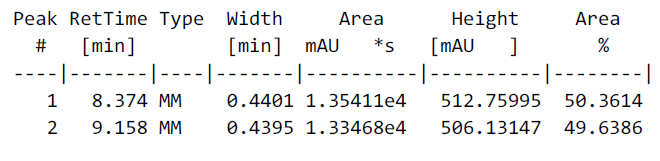 Peak RetTime Type  Width     Area      Height     Area
  #   [min]        [min]  mAU   *s   [mAU   ]      %
----|-------|----|-------|----------|----------|--------|
   1   8.374 MM    0.4401 1.35411e4  512.75995  50.3614
   2   9.158 MM    0.4395 1.33468e4  506.13147  49.6386